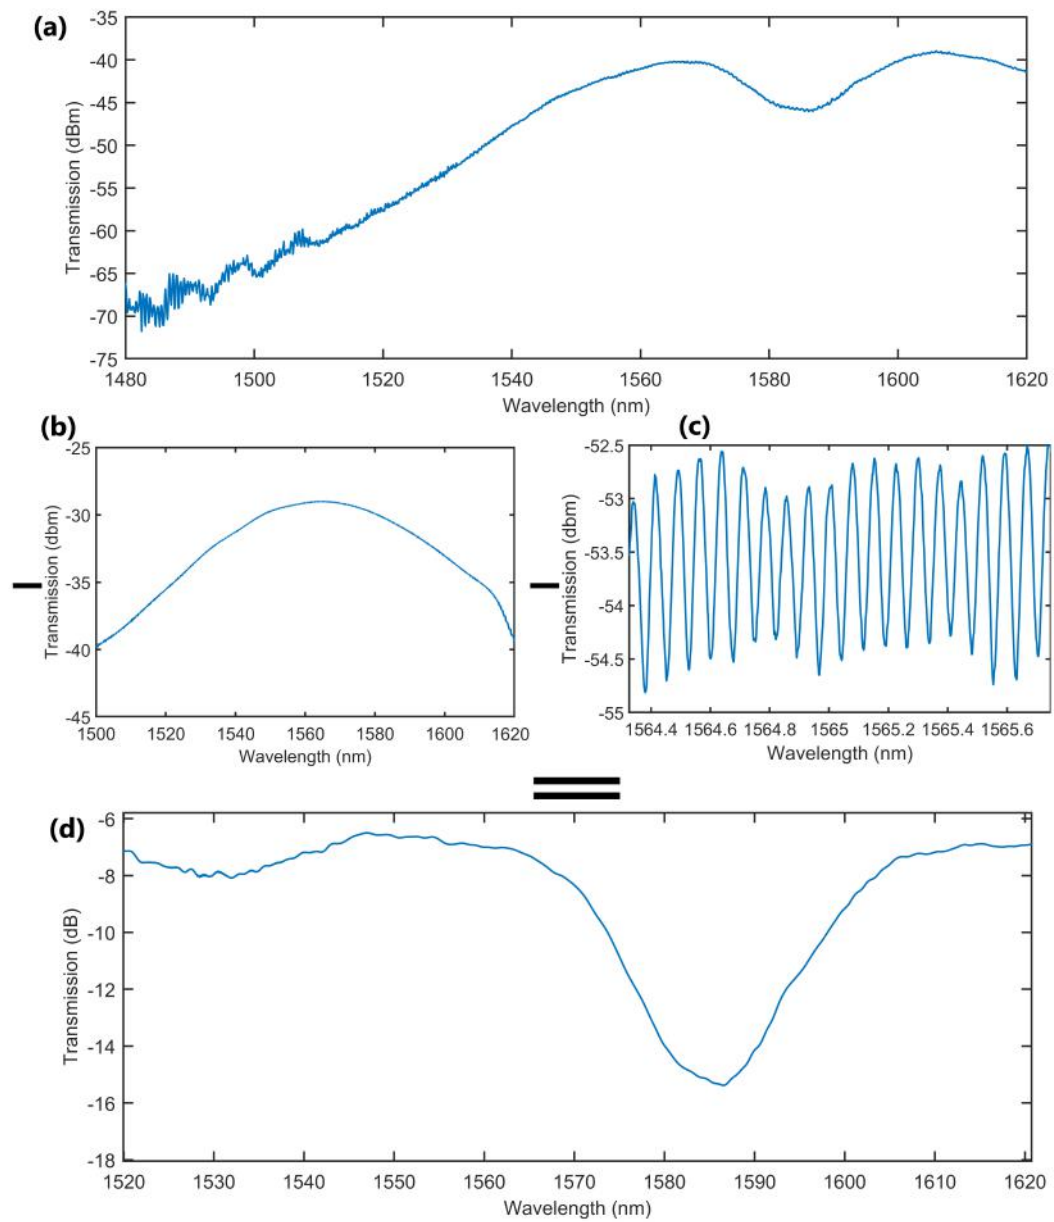 (a)
-35
-40
-45
-50
-55
-60
-65
-70
-75
Transmission (dBm)
1480 1500 1520 1540 1560 1580 1600 1620
Wavelength (nm)
(b)
-25
-30
-35
-40
-45
Transmission (dbm)
1500 1520 1540 1560 1580 1600 1620
Wavelength (nm)
(c)
-52.5
-53
-53.5
-54
-54.5
-55
Transmission (dbm)
1564.4 1564.6 1564.8 1565 1565.2 1565.4 1565.6
Wavelength (nm)
(d)
-6
-8
-10
-12
-14
-16
-18
Transmission (dB)
1520 1530 1540 1550 1560 1570 1580 1590 1600 1610 1620
Wavelength (nm)